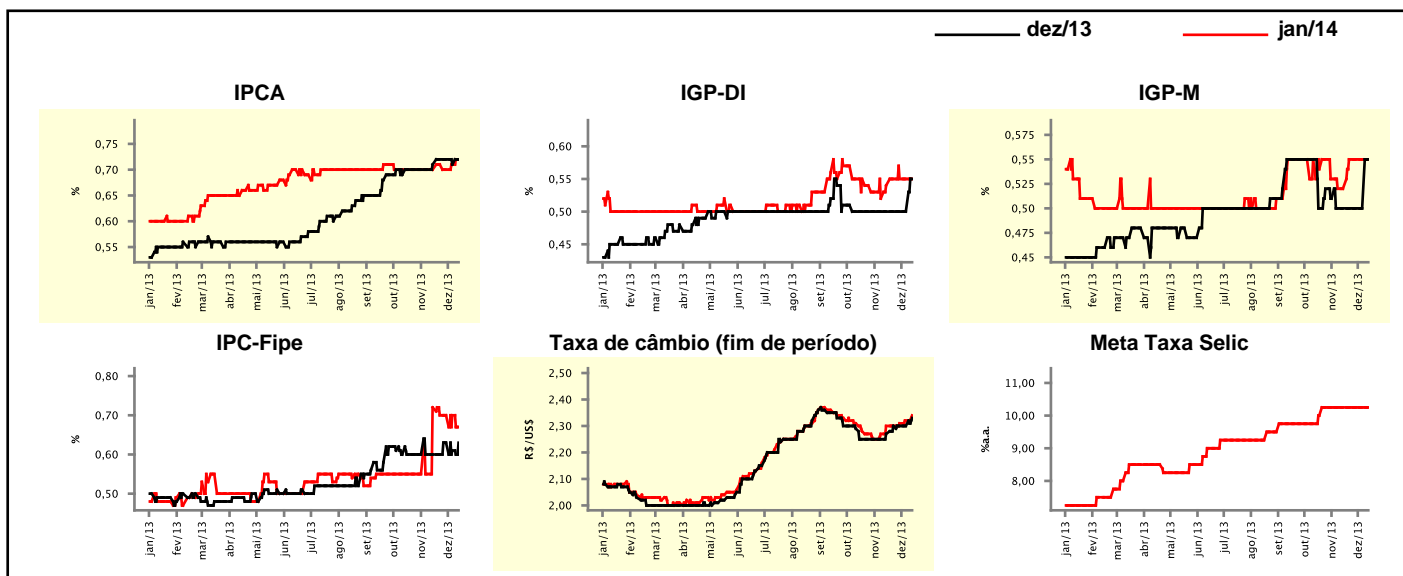 dez/13 jan/14
IPCA IGP-DI IGP-M
%
0,75
0,70
0,65
0,60
0,55
jan/13 fev/13 mar/13 abr/13 mai/13 jun/13 jul/13 ago/13 set/13 out/13 nov/13 dez/13
0,60
0,55
0,50
0,45
jan/13 fev/13 mar/13 abr/13 mai/13 jun/13 jul/13 ago/13 set/13 out/13 nov/13 dez/13
%
0,575
0,55
0,525
0,50
0,475
0,45
jan/13 fev/13 mar/13 abr/13 mai/13 jun/13 jul/13 ago/13 set/13 out/13 nov/13 dez/13
IPC-Fipe Taxa de câmbio (fim de período) Meta Taxa Selic
%
0,80
0,70
0,60
0,50
jan/13 fev/13 mar/13 abr/13 mai/13 jun/13 jul/13 ago/13 set/13 out/13 nov/13 dez/13
R$/US$
2,50
2,40
2,30
2,20
2,10
2,00
jan/13 fev/13 mar/13 abr/13 mai/13 jun/13 jul/13 ago/13 set/13 out/13 nov/13 dez/13
%a.a.
11,00
10,00
9,00
8,00
jan/13 fev/13 mar/13 abr/13 mai/13 jun/13 jul/13 ago/13 set/13 out/13 nov/13 dez/13